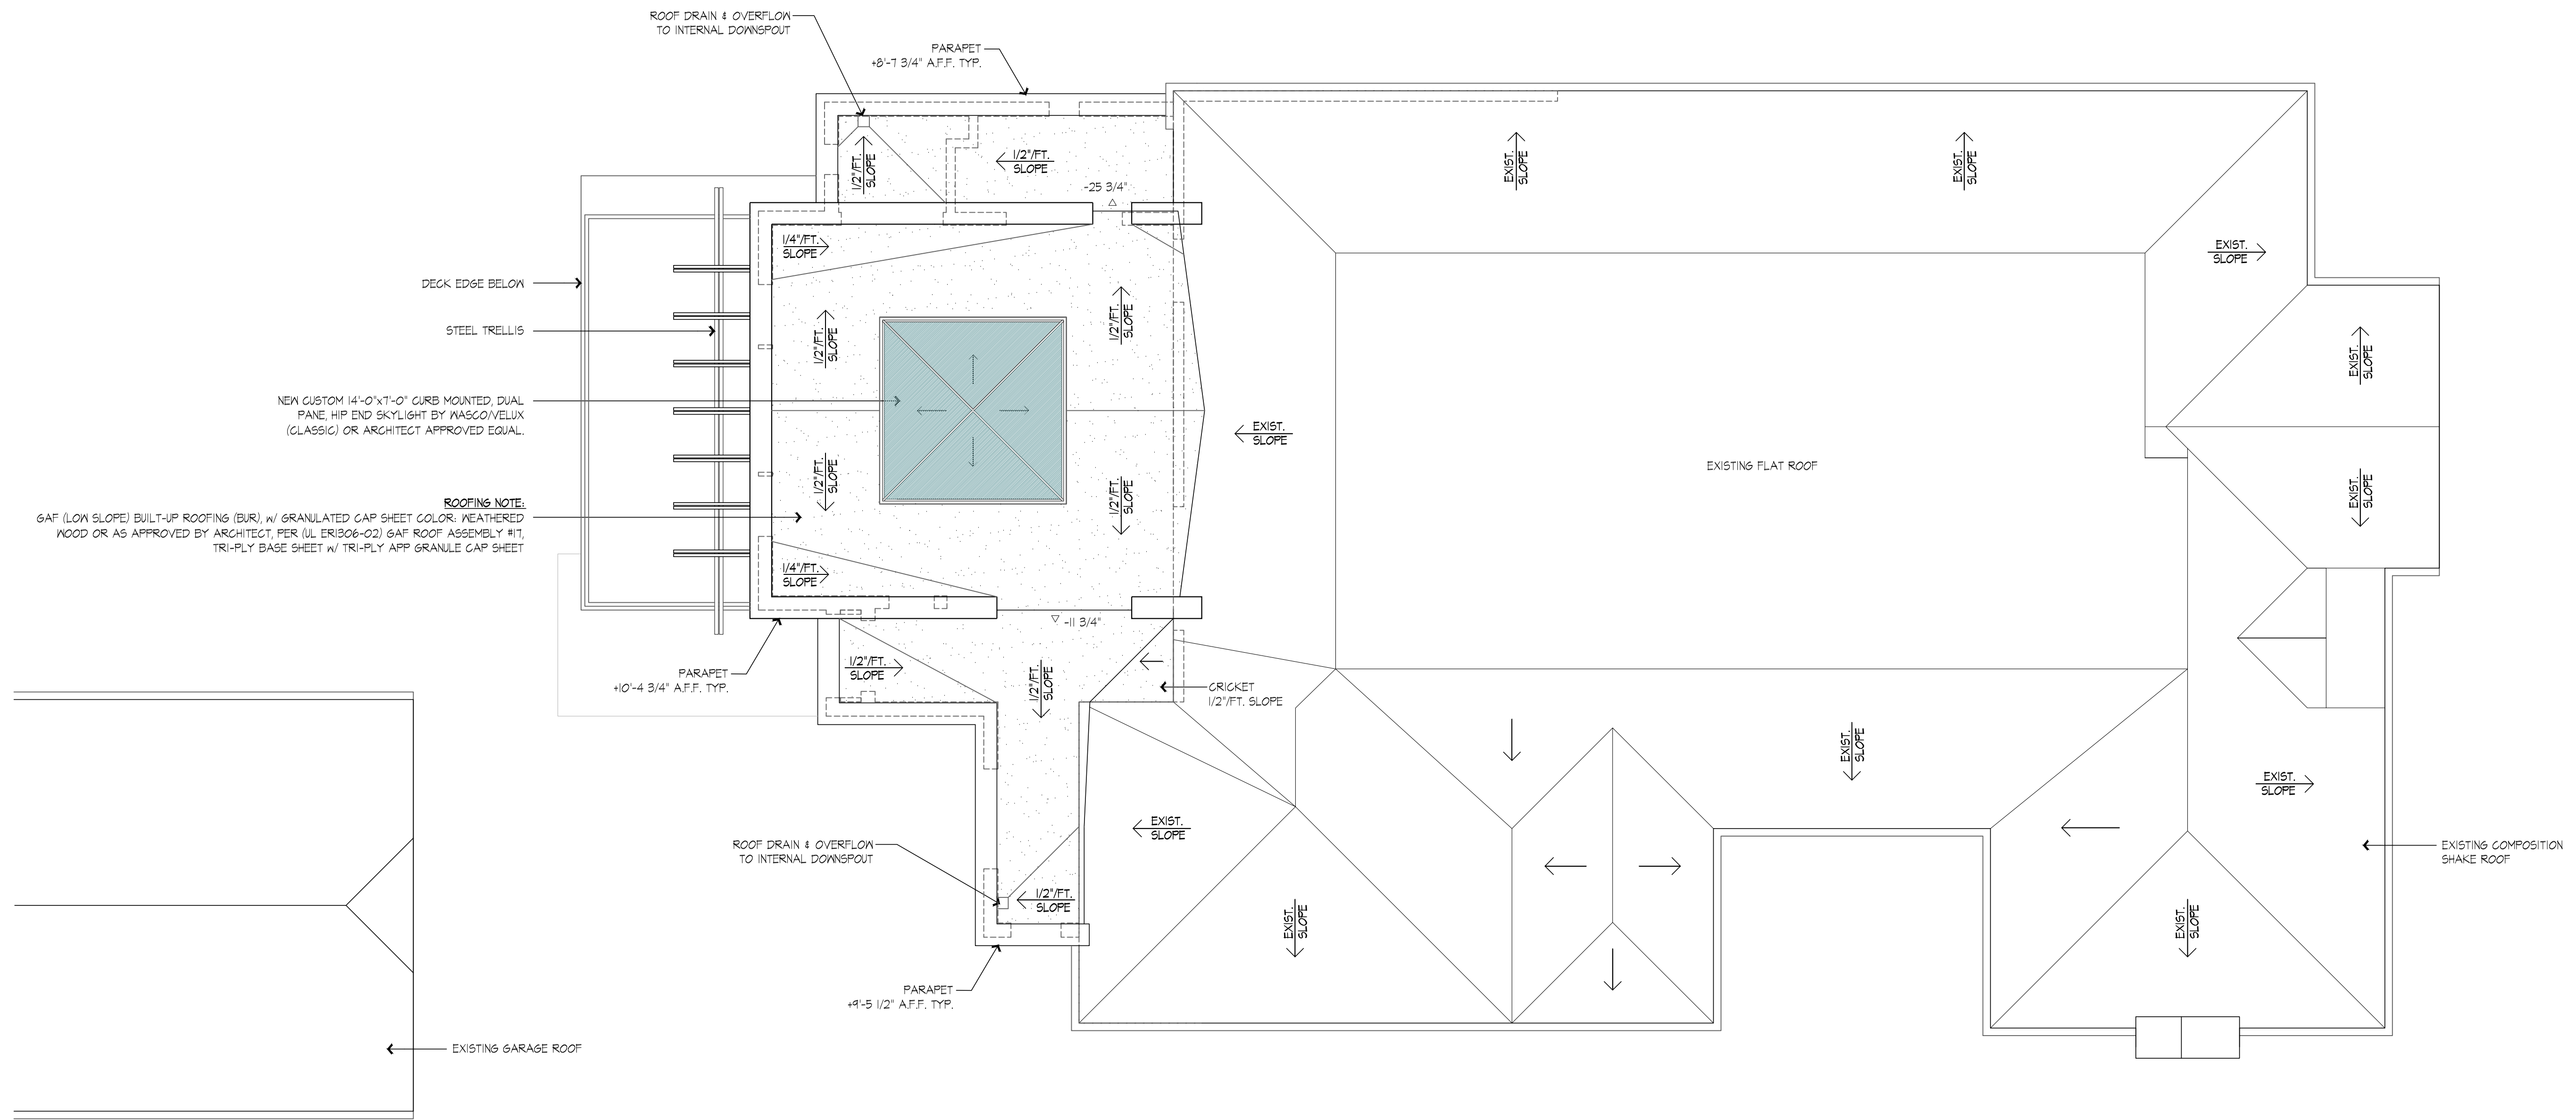 ROOF DRAIN & OVERFLOW
TO INTERNAL DOWNSPOUT
PARAPET
+8'-7 3/4" A.F.F. TYP.
1/2"/FT.
SLOPE
1/2"/FT.
SLOPE
-25 3/4"
EXIST.
SLOPE
EXIST.
SLOPE
EXIST.
SLOPE
1/4"/FT.
SLOPE
DECK EDGE BELOW
STEEL TRELLIS
1/2"/FT.
SLOPE
1/2"/FT.
SLOPE
EXIST.
SLOPE
NEW CUSTOM 14'-0"x7'-0" CURB MOUNTED, DUAL
PANE, HIP END SKYLIGHT BY WASCO/VELUX
(CLASSIC) OR ARCHITECT APPROVED EQUAL.
EXIST.
SLOPE
EXISTING FLAT ROOF
1/2"/FT.
SLOPE
1/2"/FT.
SLOPE
EXIST.
SLOPE
ROOFING NOTE:
GAF (LOW SLOPE) BUILT-UP ROOFING (BUR), W/ GRANULATED CAP SHEET COLOR: WEATHERED
WOOD OR AS APPROVED BY ARCHITECT, PER (UL ER1306-02) GAF ROOF ASSEMBLY #17,
TRI-PLY BASE SHEET W/ TRI-PLY APP GRANULE CAP SHEET
1/4"/FT.
SLOPE
-11 3/4"
1/2"/FT.
SLOPE
PARAPET
+10'-4 3/4" A.F.F. TYP.
1/2"/FT.
SLOPE
CRICKET
1/2"/FT. SLOPE
EXIST.
SLOPE
EXIST.
SLOPE
EXIST.
SLOPE
ROOF DRAIN & OVERFLOW
TO INTERNAL DOWNSPOUT
EXISTING COMPOSITION
SHAKE ROOF
1/2"/FT.
SLOPE
EXIST.
SLOPE
EXIST.
SLOPE
PARAPET
+9'-5 1/2" A.F.F. TYP.
EXISTING GARAGE ROOF